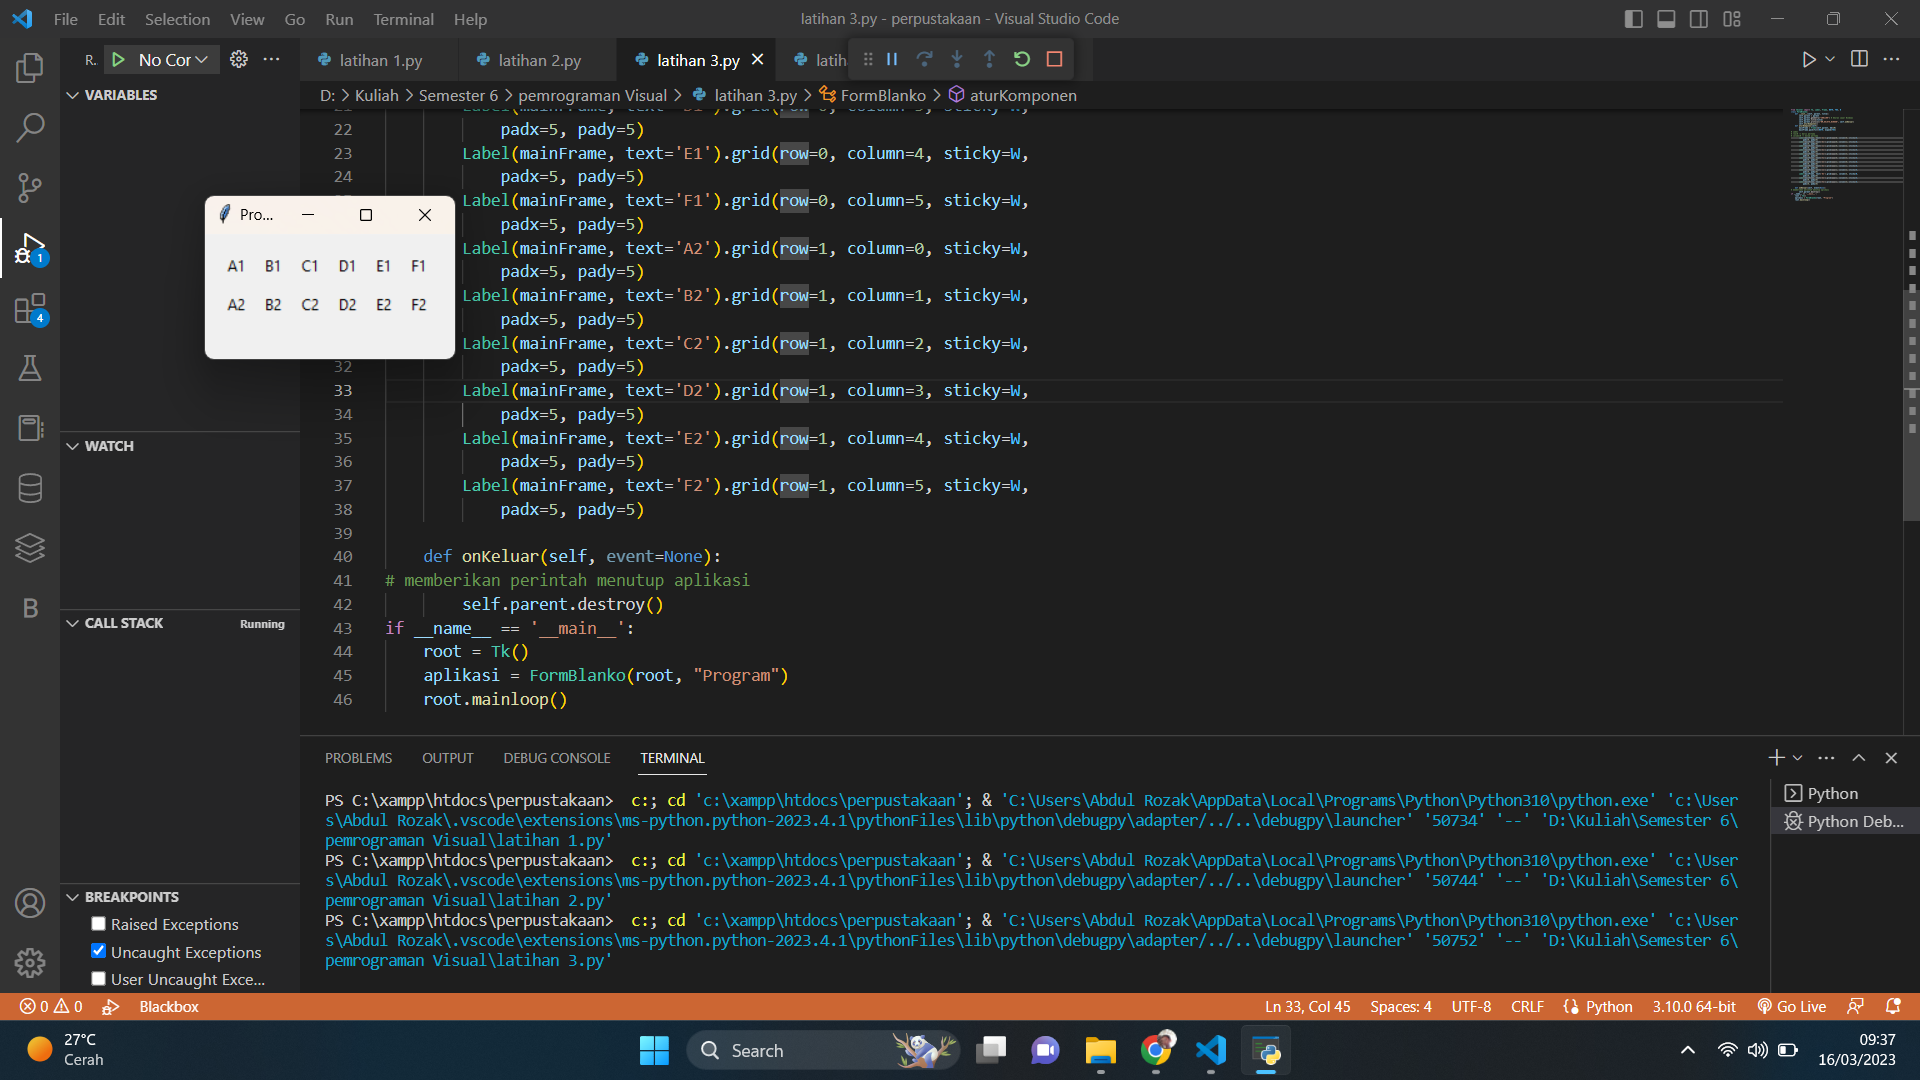 File Edit Selection View Go Run Terminal Help
latihan 3.py - perpustakaan - Visual Studio Code
R. No Cor
latihan 1.py latihan 2.py latihan 3.py latih
D: Kuliah Semester 6 pemrograman Visual latihan 3.py FormBlanko aturKomponen
VARIABLES
WATCH
CALL STACK Running
BREAKPOINTS
Raised Exceptions
Uncaught Exceptions
User Uncaught Exce...
1
4
B
Pro...
A1 B1 C1 D1 E1 F1
A2 B2 C2 D2 E2 F2
22 padx=5, pady=5)
23 Label(mainFrame, text='E1').grid(row=0, column=4, sticky=W,
24 padx=5, pady=5)
Label(mainFrame, text='F1').grid(row=0, column=5, sticky=W,
padx=5, pady=5)
Label(mainFrame, text='A2').grid(row=1, column=0, sticky=W,
padx=5, pady=5)
Label(mainFrame, text='B2').grid(row=1, column=1, sticky=W,
padx=5, pady=5)
Label(mainFrame, text='C2').grid(row=1, column=2, sticky=W,
32 padx=5, pady=5)
33 Label(mainFrame, text='D2').grid(row=1, column=3, sticky=W,
34 padx=5, pady=5)
35 Label(mainFrame, text='E2').grid(row=1, column=4, sticky=W,
36 padx=5, pady=5)
37 Label(mainFrame, text='F2').grid(row=1, column=5, sticky=W,
38 padx=5, pady=5)
39
40 def onKeluar(self, event=None):
41 # memberikan perintah menutup aplikasi
42 self.parent.destroy()
43 if __name__ == '__main__':
44 root = Tk()
45 aplikasi = FormBlanko(root, "Program")
46 root.mainloop()
PROBLEMS OUTPUT DEBUG CONSOLE TERMINAL
PS C:\xampp\htdocs\perpustakaan> c:; cd 'c:\xampp\htdocs\perpustakaan'; & 'C:\Users\Abdul Rozak\AppData\Local\Programs\Python\Python310\python.exe' 'c:\User
s\Abdul Rozak\.vscode\extensions\ms-python.python-2023.4.1\pythonFiles\lib\python\debugpy\adapter/../..\debugpy\launcher' '50734' '--' 'D:\Kuliah\Semester 6\
pemrograman Visual\latihan 1.py'
PS C:\xampp\htdocs\perpustakaan> c:; cd 'c:\xampp\htdocs\perpustakaan'; & 'C:\Users\Abdul Rozak\AppData\Local\Programs\Python\Python310\python.exe' 'c:\User
s\Abdul Rozak\.vscode\extensions\ms-python.python-2023.4.1\pythonFiles\lib\python\debugpy\adapter/../..\debugpy\launcher' '50744' '--' 'D:\Kuliah\Semester 6\
pemrograman Visual\latihan 2.py'
PS C:\xampp\htdocs\perpustakaan> c:; cd 'c:\xampp\htdocs\perpustakaan'; & 'C:\Users\Abdul Rozak\AppData\Local\Programs\Python\Python310\python.exe' 'c:\User
s\Abdul Rozak\.vscode\extensions\ms-python.python-2023.4.1\pythonFiles\lib\python\debugpy\adapter/../..\debugpy\launcher' '50752' '--' 'D:\Kuliah\Semester 6\
pemrograman Visual\latihan 3.py'
Python
Python Deb...
0 0 Blackbox
Ln 33, Col 45 Spaces: 4 UTF-8 CRLF Python 3.10.0 64-bit Go Live
27°C
Cerah
Search
09:37
16/03/2023